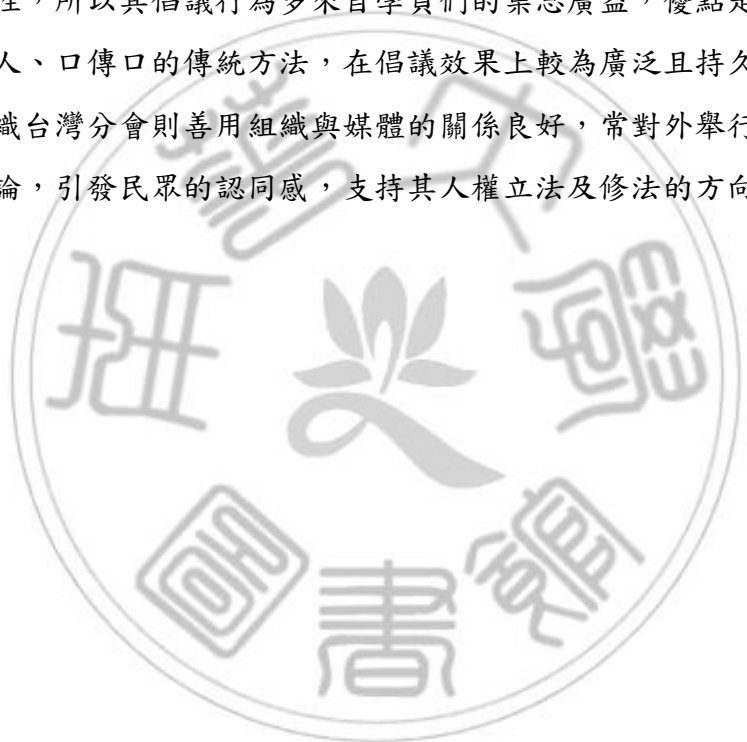 ，所以其倡議行為多來自學員們的集思廣益，優點是
人、口傳口的傳統方法，在倡議效果上較為廣泛且持久
織台灣分會則善用組織與媒體的關係良好，常對外舉行
論，引發民眾的認同感，支持其人權立法及修法的方向
圖書館